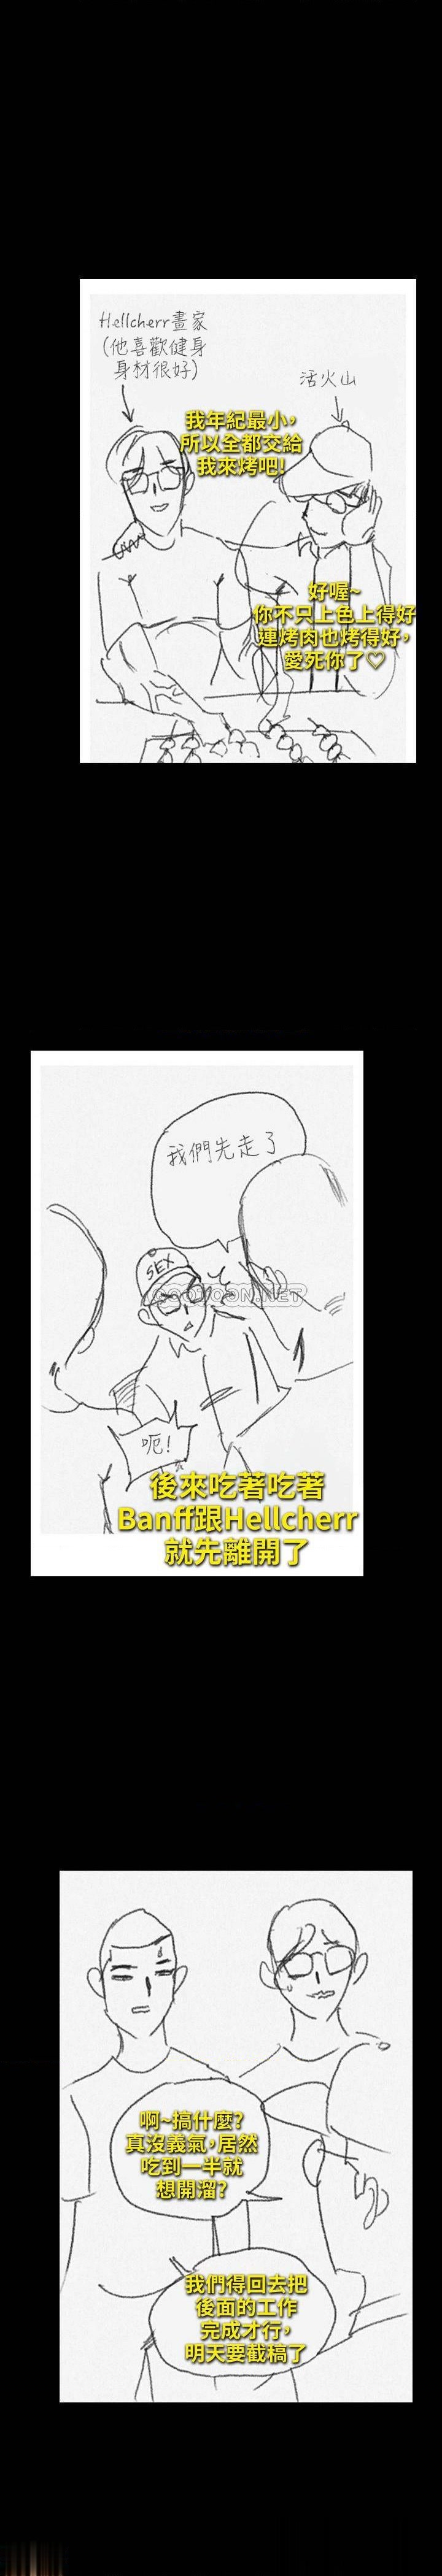 Hellcherr畫家
(他喜歡健身
身材很好)
活火山
我年紀最小,
所以全都交給
我來烤吧!
好喔~
你不只上色上得好
連烤肉也烤得好,
愛死你了♡
我們先走了
SEX
GOOTOON.NET
呃!
後來吃著吃著
Banff跟Hellcherr
就先離開了
啊~搞什麼?
真沒義氣,居然
吃到一半就
想開溜?
我們得回去把
後面的工作
完成才行,
明天要截稿了